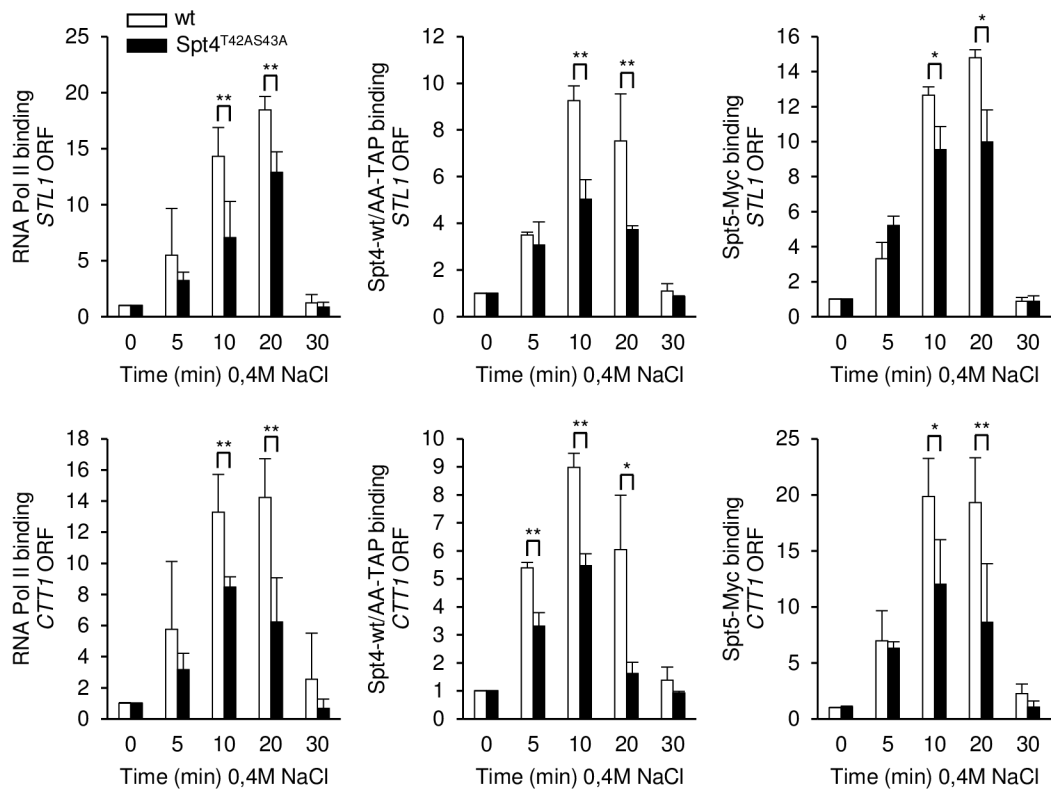 wt
Spt4T42AS43A
RNA Pol II binding
STL1 ORF
25
20
15
10
5
0
**
**
0 5 10 20 30
Time (min) 0,4M NaCl
Spt4-wt/AA-TAP binding
STL1 ORF
12
10
8
6
4
2
0
**
**
0 5 10 20 30
Time (min) 0,4M NaCl
Spt5-Myc binding
STL1 ORF
16
14
12
10
8
6
4
2
0
*
*
0 5 10 20 30
Time (min) 0,4M NaCl
RNA Pol II binding
CTT1 ORF
18
16
14
12
10
8
6
4
2
0
**
**
0 5 10 20 30
Time (min) 0,4M NaCl
Spt4-wt/AA-TAP binding
CTT1 ORF
10
9
8
7
6
5
4
3
2
1
0
**
**
*
0 5 10 20 30
Time (min) 0,4M NaCl
Spt5-Myc binding
CTT1 ORF
25
20
15
10
5
0
*
**
0 5 10 20 30
Time (min) 0,4M NaCl